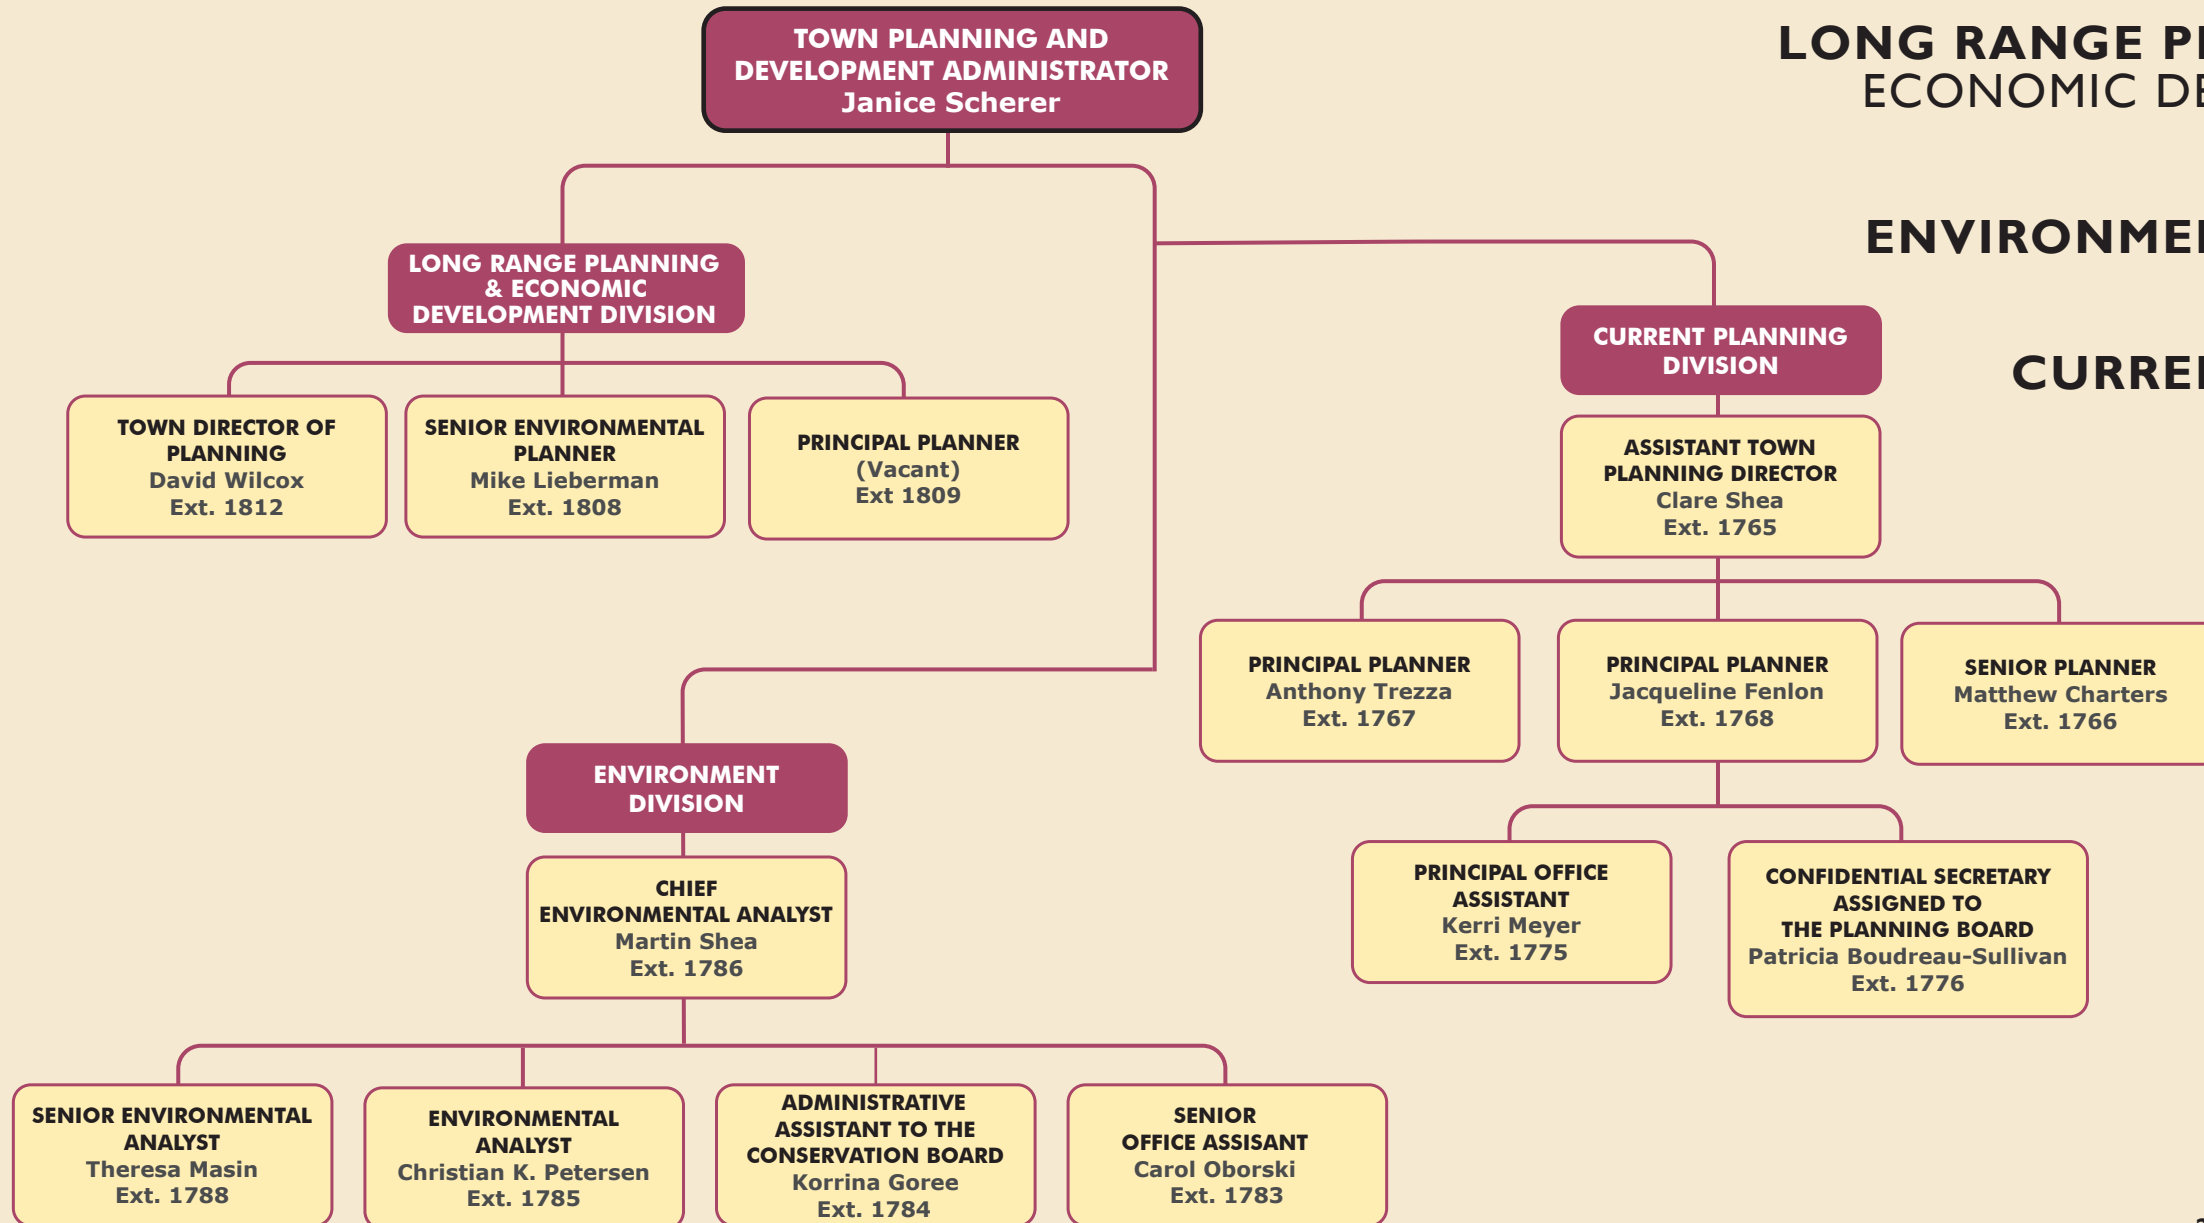 TOWN PLANNING AND
DEVELOPMENT ADMINISTRATOR
Janice Scherer
LONG RANGE
ECONOMIC
LONG RANGE PLANNING
& ECONOMIC
DEVELOPMENT DIVISION
TOWN DIRECTOR OF
PLANNING
David Wilcox
Ext. 1812
SENIOR ENVIRONMENTAL
PLANNER
Mike Lieberman
Ext. 1808
PRINCIPAL PLANNER
(Vacant)
Ext 1809
CURRENT PLANNING
DIVISION
ASSISTANT TOWN
PLANNING DIRECTOR
Clare Shea
Ext. 1765
PRINCIPAL PLANNER
Anthony Trezza
Ext. 1767
PRINCIPAL PLANNER
Jacqueline Fenlon
Ext. 1768
SENIOR PLANNER
Matthew Charters
Ext. 1766
PRINCIPAL OFFICE
ASSISTANT
Kerri Meyer
Ext. 1775
CONFIDENTIAL SECRETARY
ASSIGNED TO
THE PLANNING BOARD
Patricia Boudreau-Sullivan
Ext. 1776
ENVIRONMENT
DIVISION
CHIEF
ENVIRONMENTAL ANALYST
Martin Shea
Ext. 1786
SENIOR ENVIRONMENTAL
ANALYST
Theresa Masin
Ext. 1788
ENVIRONMENTAL
ANALYST
Christian K. Petersen
Ext. 1785
ADMINISTRATIVE
ASSISTANT TO THE
CONSERVATION BOARD
Korrina Goree
Ext. 1784
SENIOR
OFFICE ASSISANT
Carol Oborski
Ext. 1783